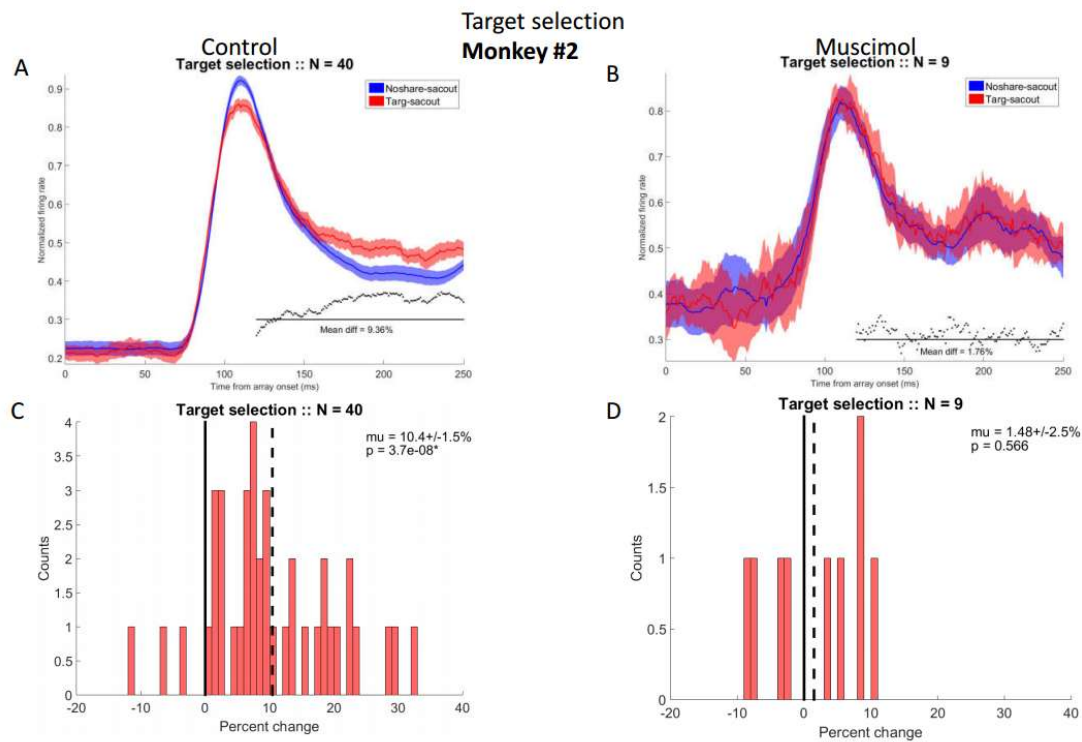 Target selection
Monkey #2
Control
Muscimol
A
Target selection :: N = 40
Noshare-sacout
Targ-sacout
0.9
0.8
0.7
0.6
0.5
0.4
0.3
0.2
Normalized firing rate
Mean diff = 9.36%
0 50 100 150 200 250
Time from array onset (ms)
B
Target selection :: N = 9
Noshare-sacout
Targ-sacout
0.8
0.7
0.6
0.5
0.4
0.3
Normalized firing rate
Mean diff = 1.76%
0 50 100 150 200 250
Time from array onset (ms)
C
Target selection :: N = 40
mu = 10.4+/-1.5%
p = 3.7e-08*
4
3.5
3
2.5
2
1.5
1
0.5
0
Counts
-20 -10 0 10 20 30 40
Percent change
D
Target selection :: N = 9
mu = 1.48+/-2.5%
p = 0.566
2
1.5
1
0.5
0
Counts
-20 -10 0 10 20 30 40
Percent change